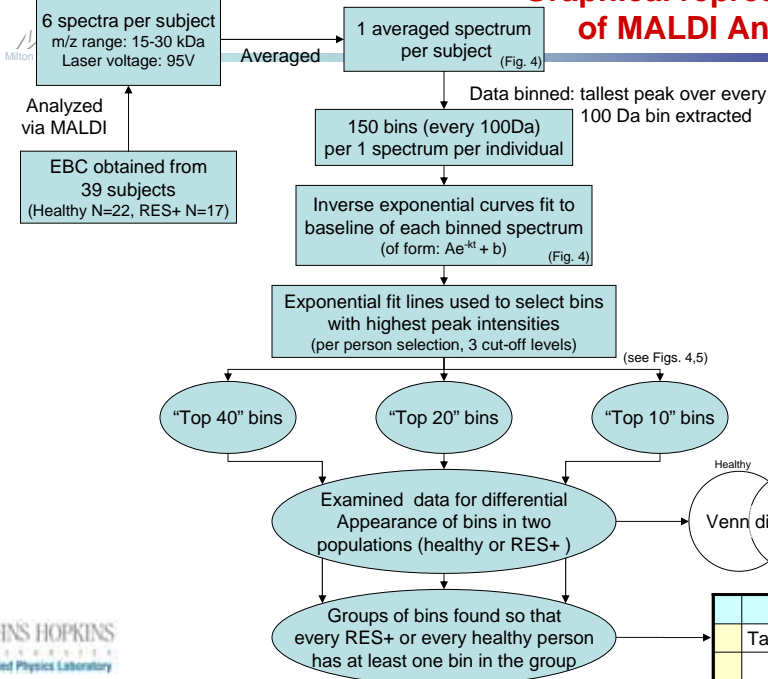 of MALDI An
6 spectra per subject
m/z range: 15-30 kDa
Laser voltage: 95V
Milton
Averaged
1 averaged spectrum
per subject
(Fig. 4)
Analyzed
via MALDI
Data binned: tallest peak over every
100 Da bin extracted
EBC obtained from
39 subjects
(Healthy N=22, RES+ N=17)
150 bins (every 100Da)
per 1 spectrum per individual
Inverse exponential curves fit to
baseline of each binned spectrum
(of form: Ae-kt + b)
(Fig. 4)
Exponential fit lines used to select bins
with highest peak intensities
(per person selection, 3 cut-off levels)
(see Figs. 4,5)
“Top 40” bins
“Top 20” bins
“Top 10” bins
Examined data for differential
Appearance of bins in two
populations (healthy or RES+ )
Healthy
Venn di
Groups of bins found so that
every RES+ or every healthy person
has at least one bin in the group
Ta
HNS HOPKINS
ed Physics Laboratory